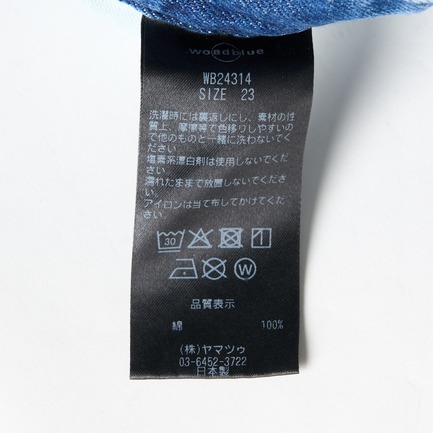 woodblue
WB24314
SIZE 23
洗濯時には裏返しにし、素材の性
質上、摩擦等で色移りしやすいの
で他のものと一緒に洗わないでく
ださい
塩素系漂白剤は使用しないでくだ
さい。
濡れたままで放置しないでくださ
い。
アイロンは当て布してかけてくだ
さい
30
W
品質表示
綿 100%
(株)ヤマツゥ
03-6452-3722
日本製